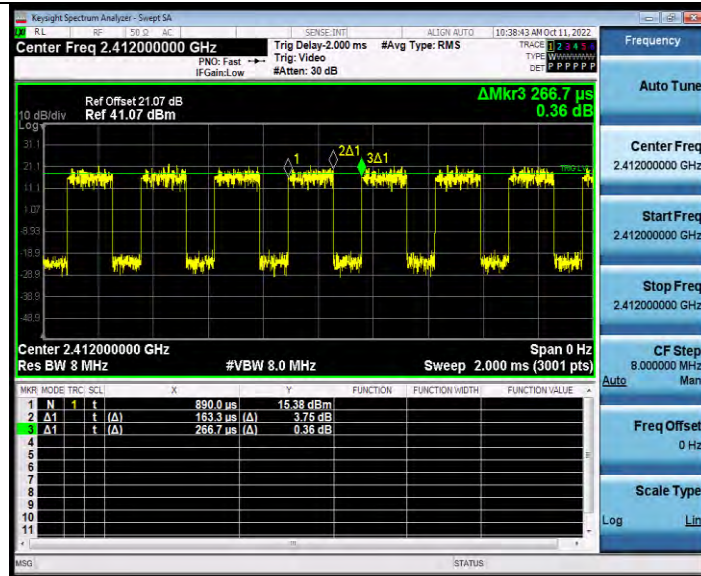 Keysight Spectrum Analyzer - Swept SA
RL RF 50 Ω AC SENSE:INT ALIGN AUTO 10:38:43 AM Oct 11, 2022
Center Freq 2.412000000 GHz
PNO: Fast
IFGain:Low
Trig Delay-2.000 ms
Trig: Video
#Atten: 30 dB
#Avg Type: RMS
TRACE 1 2 3 4 5 6
TYPE WWWWWW
DET P P P P P P
ΔMkr3 266.7 µs
0.36 dB
Ref Offset 21.07 dB
10 dB/div Ref 41.07 dBm
Log
31.1
21.1
11.1
1.07
-8.93
-18.9
-28.9
-38.9
-48.9
1
2Δ1
3Δ1
TRIG LVL
Center 2.412000000 GHz Span 0 Hz
Res BW 8 MHz #VBW 8.0 MHz Sweep 2.000 ms (3001 pts)
MKR MODE TRC SCL X Y FUNCTION FUNCTION WIDTH FUNCTION VALUE
1 N 1 t 890.0 µs 15.38 dBm
2 Δ1 t (Δ) 163.3 µs (Δ) 3.75 dB
3 Δ1 t (Δ) 266.7 µs (Δ) 0.36 dB
4
5
6
7
8
9
10
11
MSG STATUS
Frequency
Auto Tune
Center Freq
2.412000000 GHz
Start Freq
2.412000000 GHz
Stop Freq
2.412000000 GHz
CF Step
8.000000 MHz
Auto Man
Freq Offset
0 Hz
Scale Type
Log Lin